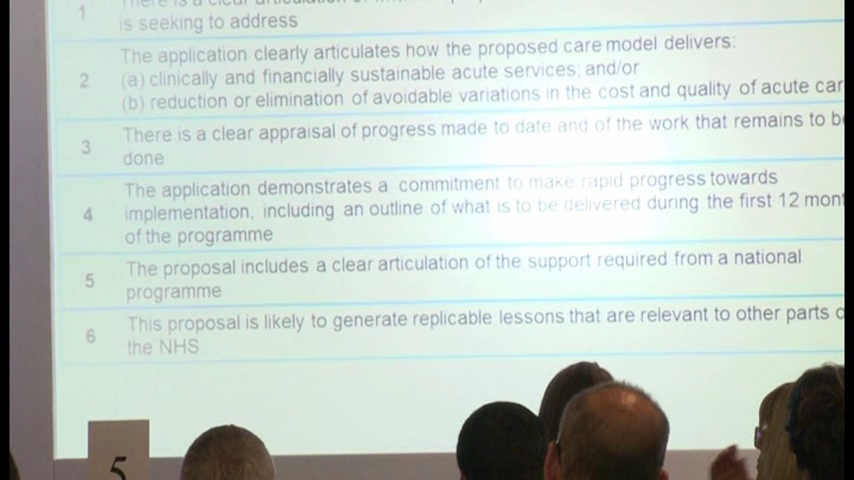 1 There is a clear articulation of
is seeking to address
2 The application clearly articulates how the proposed care model delivers:
(a) clinically and financially sustainable acute services; and/or
(b) reduction or elimination of avoidable variations in the cost and quality of acute car
3 There is a clear appraisal of progress made to date and of the work that remains to be
done
4 The application demonstrates a commitment to make rapid progress towards
implementation, including an outline of what is to be delivered during the first 12 mont
of the programme
5 The proposal includes a clear articulation of the support required from a national
programme
6 This proposal is likely to generate replicable lessons that are relevant to other parts o
the NHS
5